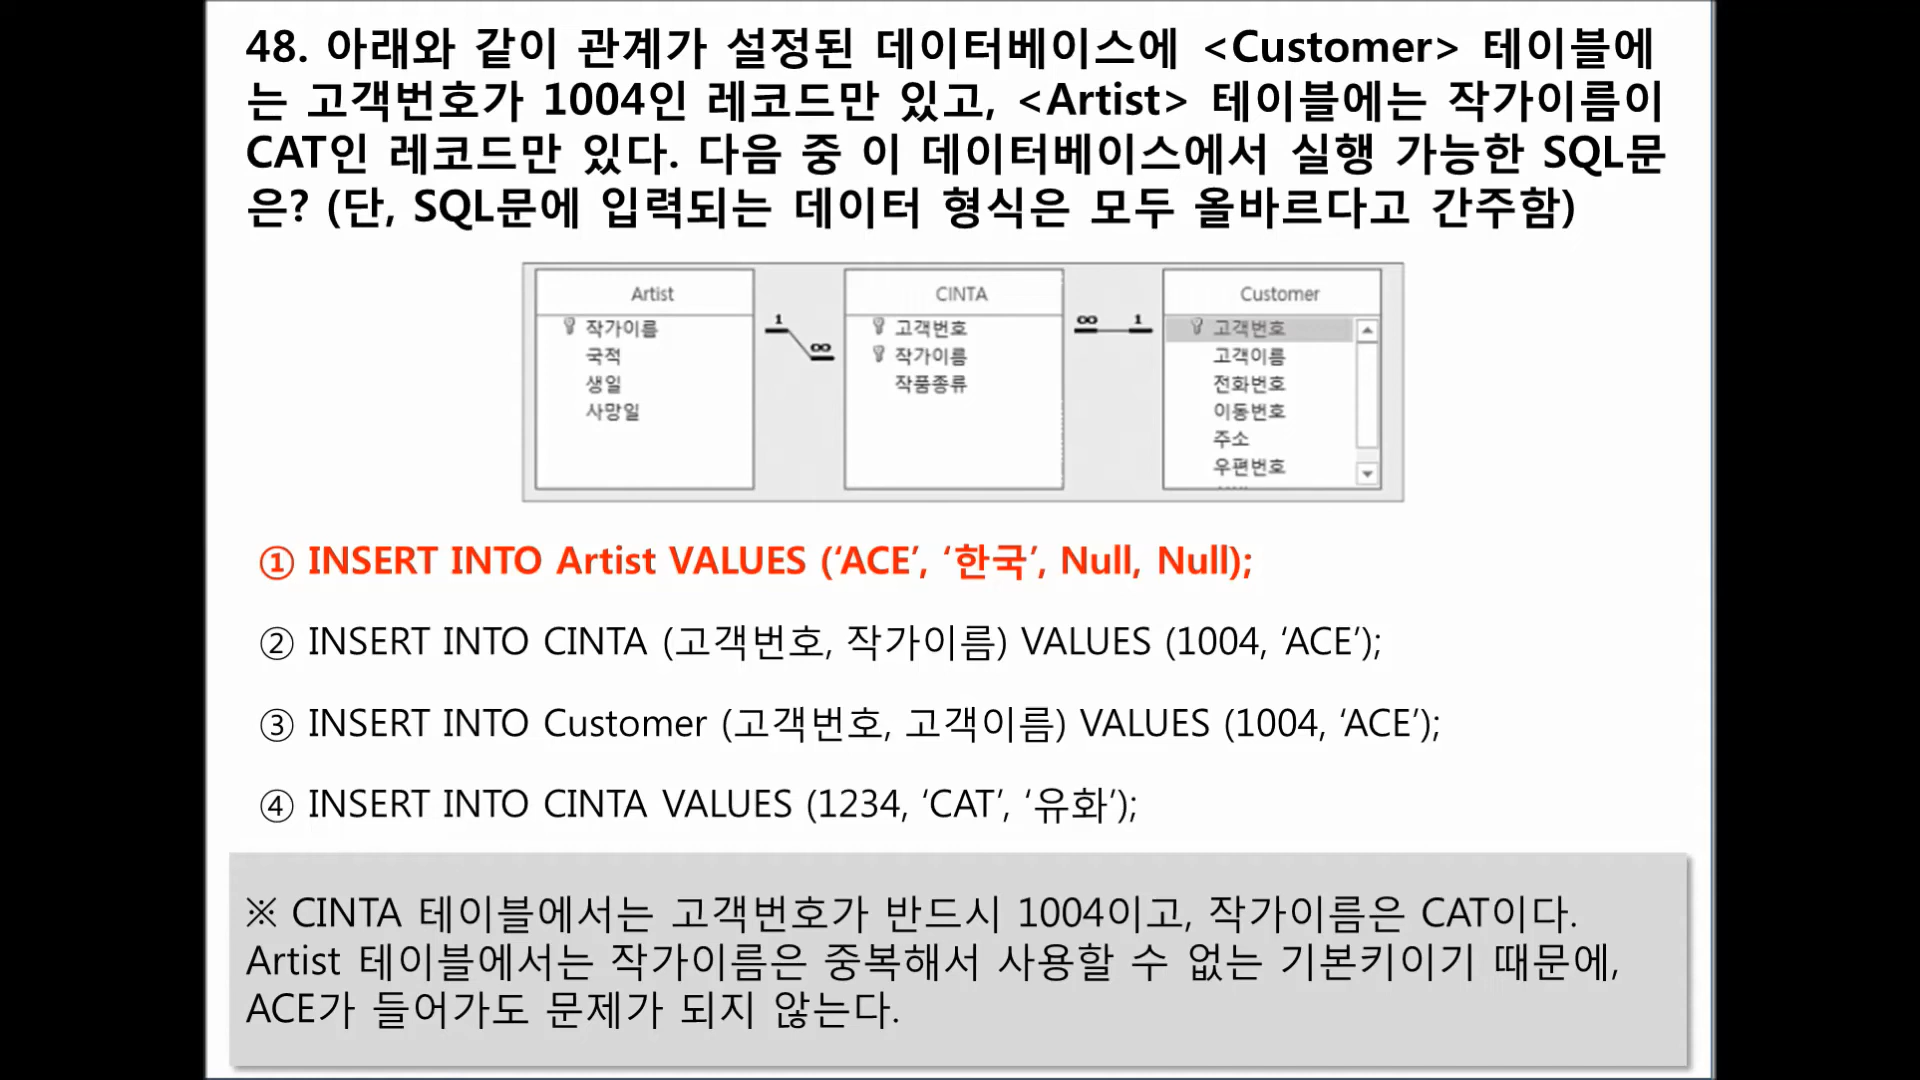 48. 아래와 같이 관계가 설정된 데이터베이스에 <Customer> 테이블에
는 고객번호가 1004인 레코드만 있고, <Artist> 테이블에는 작가이름이
CAT인 레코드만 있다. 다음 중 이 데이터베이스에서 실행 가능한 SQL문
은? (단, SQL문에 입력되는 데이터 형식은 모두 올바르다고 간주함)
Artist
작가이름
국적
생일
사망일
1
∞
CINTA
고객번호
작가이름
작품종류
∞
1
Customer
고객번호
고객이름
전화번호
이동번호
주소
우편번호
① INSERT INTO Artist VALUES (‘ACE’, ‘한국’, Null, Null);
② INSERT INTO CINTA (고객번호, 작가이름) VALUES (1004, ‘ACE’);
③ INSERT INTO Customer (고객번호, 고객이름) VALUES (1004, ‘ACE’);
④ INSERT INTO CINTA VALUES (1234, ‘CAT’, ‘유화’);
※ CINTA 테이블에서는 고객번호가 반드시 1004이고, 작가이름은 CAT이다.
Artist 테이블에서는 작가이름은 중복해서 사용할 수 없는 기본키이기 때문에,
ACE가 들어가도 문제가 되지 않는다.